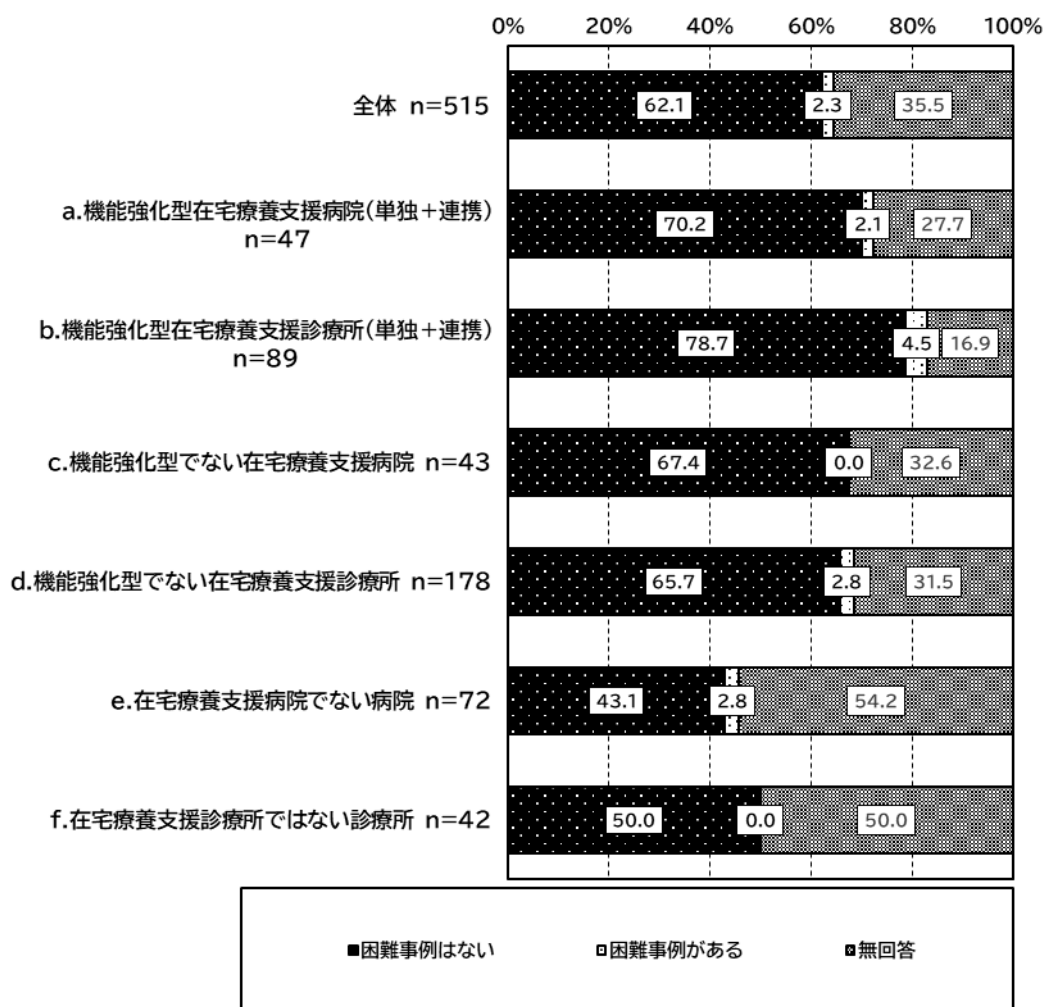 0% 20% 40% 60% 80% 100%
全体 n=515 62.1 2.3 35.5
a.機能強化型在宅療養支援病院(単独+連携)
n=47 70.2 2.1 27.7
b.機能強化型在宅療養支援診療所(単独+連携)
n=89 78.7 4.5 16.9
c.機能強化型でない在宅療養支援病院 n=43 67.4 0.0 32.6
d.機能強化型でない在宅療養支援診療所 n=178 65.7 2.8 31.5
e.在宅療養支援病院でない病院 n=72 43.1 2.8 54.2
f.在宅療養支援診療所ではない診療所 n=42 50.0 0.0 50.0
困難事例はない 困難事例がある 無回答